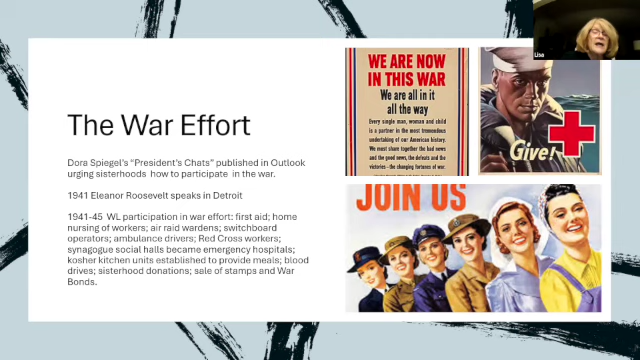 Lisa
The War Effort
Dora Spiegel's "President's Chats" published in Outlook
urging sisterhoods how to participate in the war.
1941 Eleanor Roosevelt speaks in Detroit
1941-45 WL participation in war effort: first aid; home
nursing of workers; air raid wardens; switchboard
operators; ambulance drivers; Red Cross workers;
synagogue social halls became emergency hospitals;
kosher kitchen units established to provide meals; blood
drives; sisterhood donations; sale of stamps and War
Bonds.
WE ARE NOW
IN THIS WAR
We are all in it
all the way
Every single man, woman and child
is a partner in the most tremendous
undertaking of our American history.
We must share together the bad news
and the good news, the defeats and the
victories—the changing fortunes of war.
Give!
JOIN US